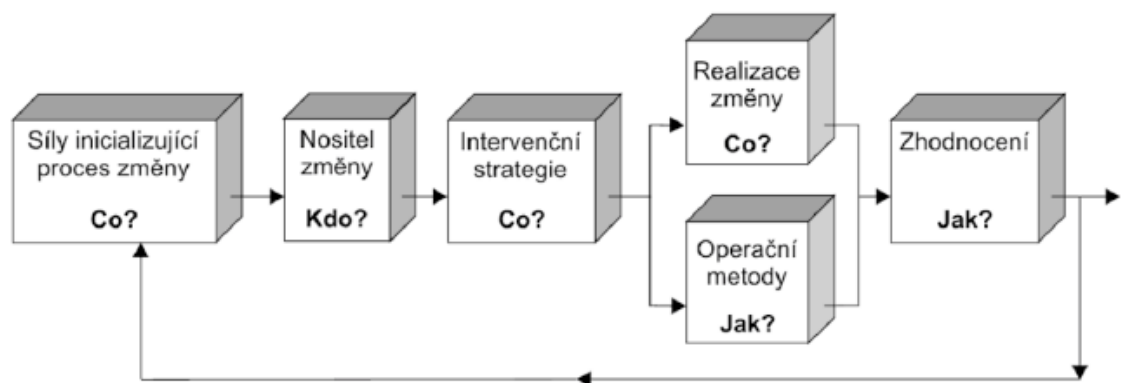 Síly inicializující
proces změny
Co?
Nositel
změny
Kdo?
Intervenční
strategie
Co?
Realizace
změny
Co?
Operační
metody
Jak?
Zhodnocení
Jak?